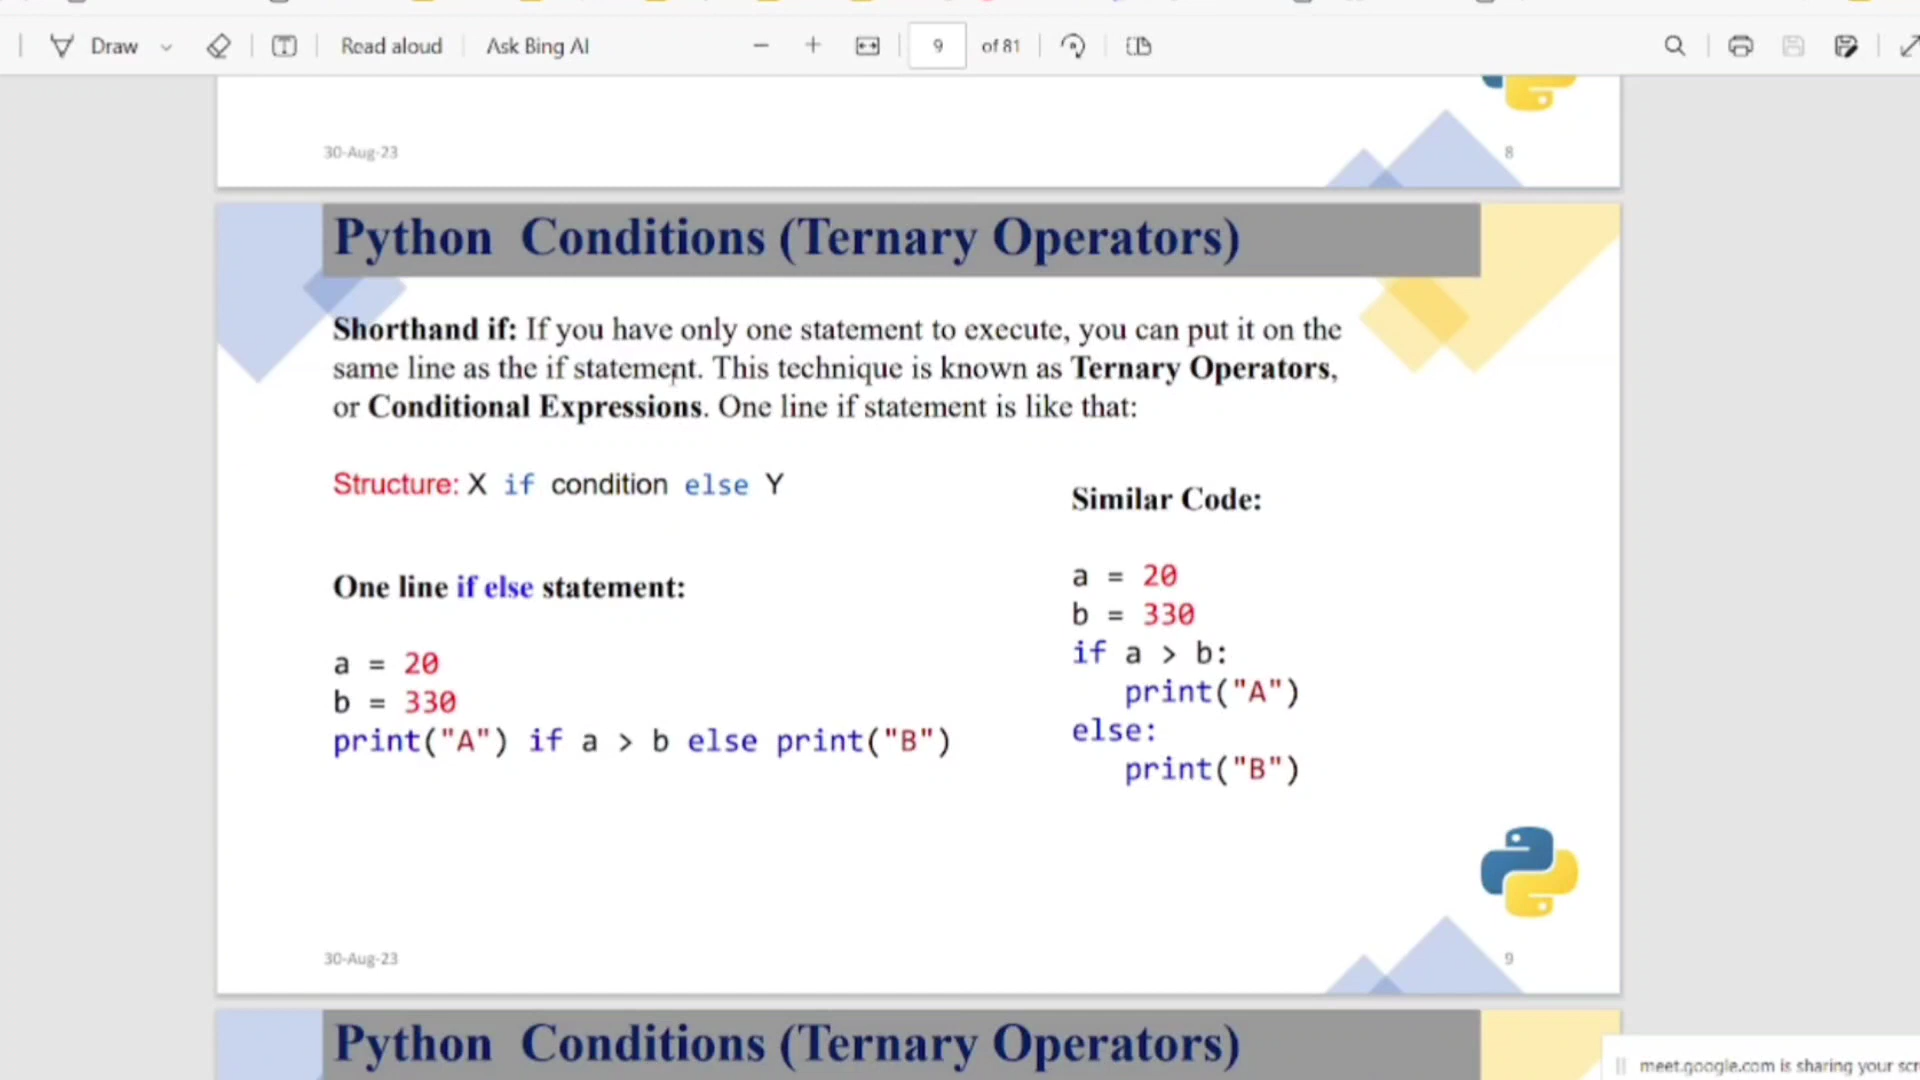 Draw
Read aloud
Ask Bing AI
9
of 81
30-Aug-23
8
Python Conditions (Ternary Operators)
Shorthand if: If you have only one statement to execute, you can put it on the
same line as the if statement. This technique is known as Ternary Operators,
or Conditional Expressions. One line if statement is like that:
Structure: X if condition else Y
One line if else statement:
a = 20
b = 330
print("A") if a > b else print("B")
Similar Code:
a = 20
b = 330
if a > b:
print("A")
else:
print("B")
30-Aug-23
9
Python Conditions (Ternary Operators)
meet.google.com is sharing your scr